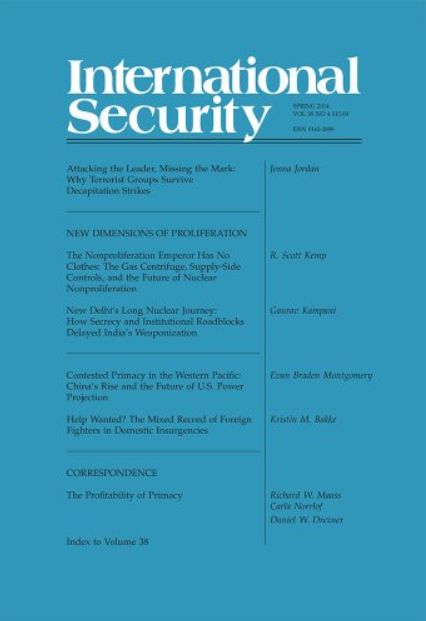 International
Security
SPRING 2014
VOL 38 NO 4 $15.00
ISSN 0162-2889
Attacking the Leader, Missing the Mark:
Why Terrorist Groups Survive
Decapitation Strikes
Jenna Jordan
NEW DIMENSIONS OF PROLIFERATION
The Nonproliferation Emperor Has No
Clothes: The Gas Centrifuge, Supply-Side
Controls, and the Future of Nuclear
Nonproliferation
R. Scott Kemp
New Delhi's Long Nuclear Journey:
How Secrecy and Institutional Roadblocks
Delayed India's Weaponization
Gaurav Kampani
Contested Primacy in the Western Pacific:
China's Rise and the Future of U.S. Power
Projection
Evan Braden Montgomery
Help Wanted? The Mixed Record of Foreign
Fighters in Domestic Insurgencies
Kristin M. Bakke
CORRESPONDENCE
The Profitability of Primacy
Richard W. Maass
Carla Norrlof
Daniel W. Drezner
Index to Volume 38